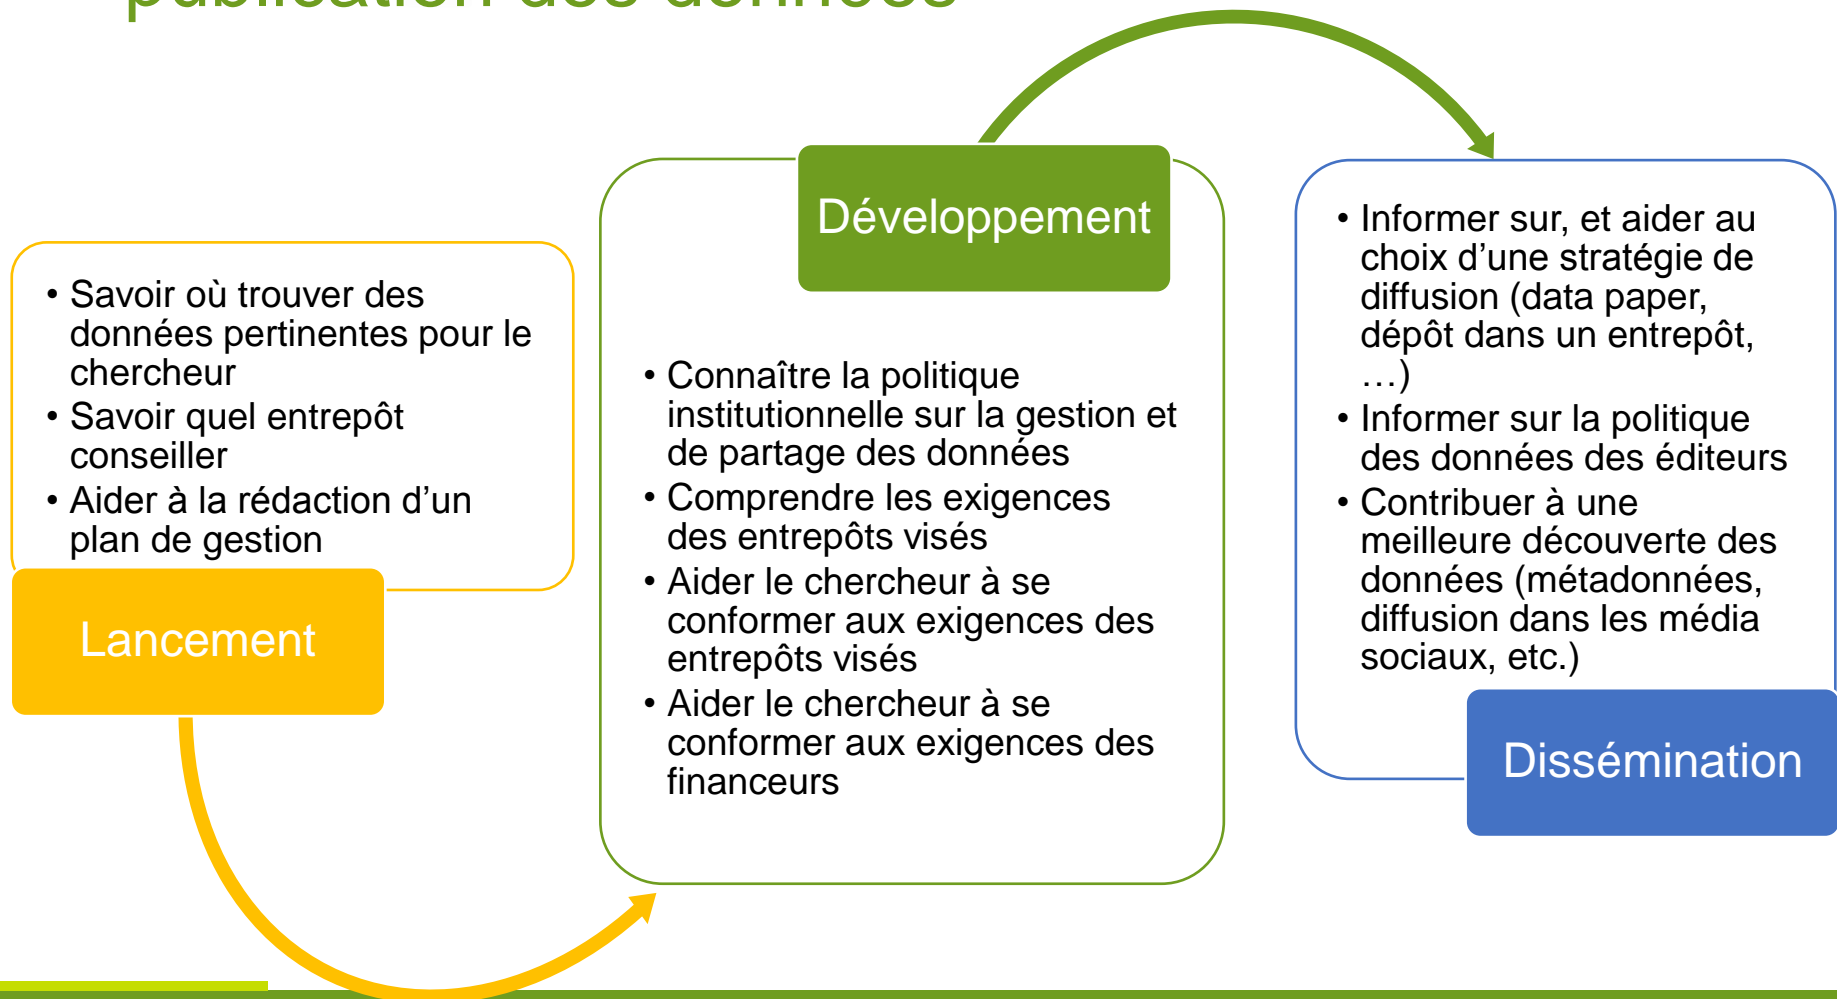 publication des données
• Savoir où trouver des
données pertinentes pour le
chercheur
• Savoir quel entrepôt
conseiller
• Aider à la rédaction d’un
plan de gestion
Lancement
Développement
• Connaître la politique
institutionnelle sur la gestion et
de partage des données
• Comprendre les exigences
des entrepôts visés
• Aider le chercheur à se
conformer aux exigences des
entrepôts visés
• Aider le chercheur à se
conformer aux exigences des
financeurs
• Informer sur, et aider au
choix d’une stratégie de
diffusion (data paper,
dépôt dans un entrepôt,
…)
• Informer sur la politique
des données des éditeurs
• Contribuer à une
meilleure découverte des
données (métadonnées,
diffusion dans les média
sociaux, etc.)
Dissémination